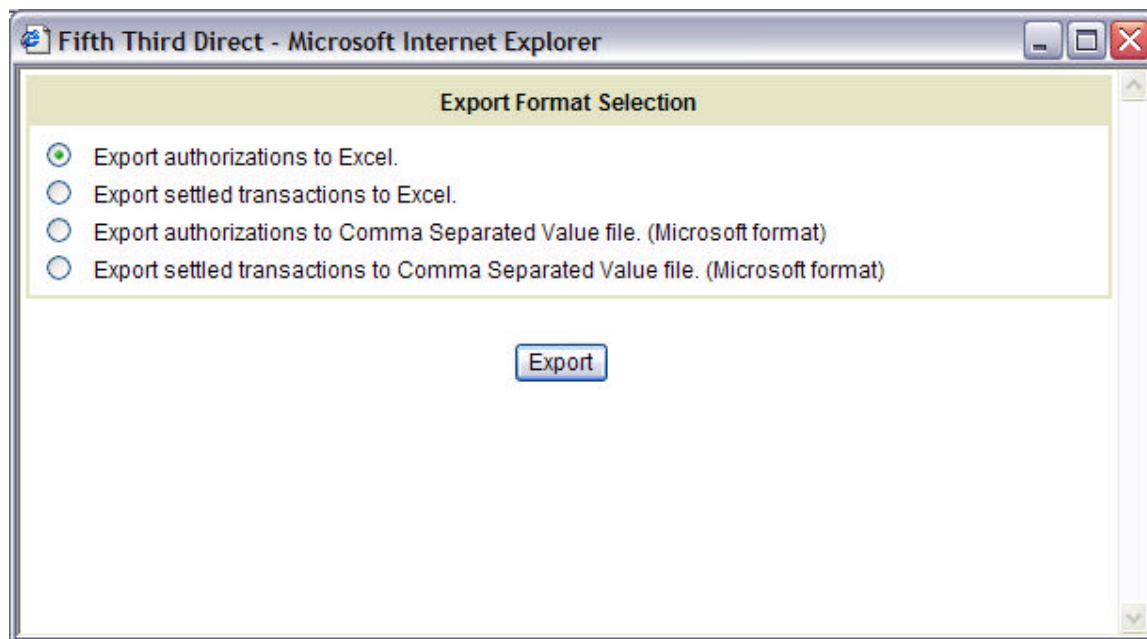 Fifth Third Direct - Microsoft Internet Explorer
Export Format Selection
Export authorizations to Excel.
Export settled transactions to Excel.
Export authorizations to Comma Separated Value file. (Microsoft format)
Export settled transactions to Comma Separated Value file. (Microsoft format)
Export